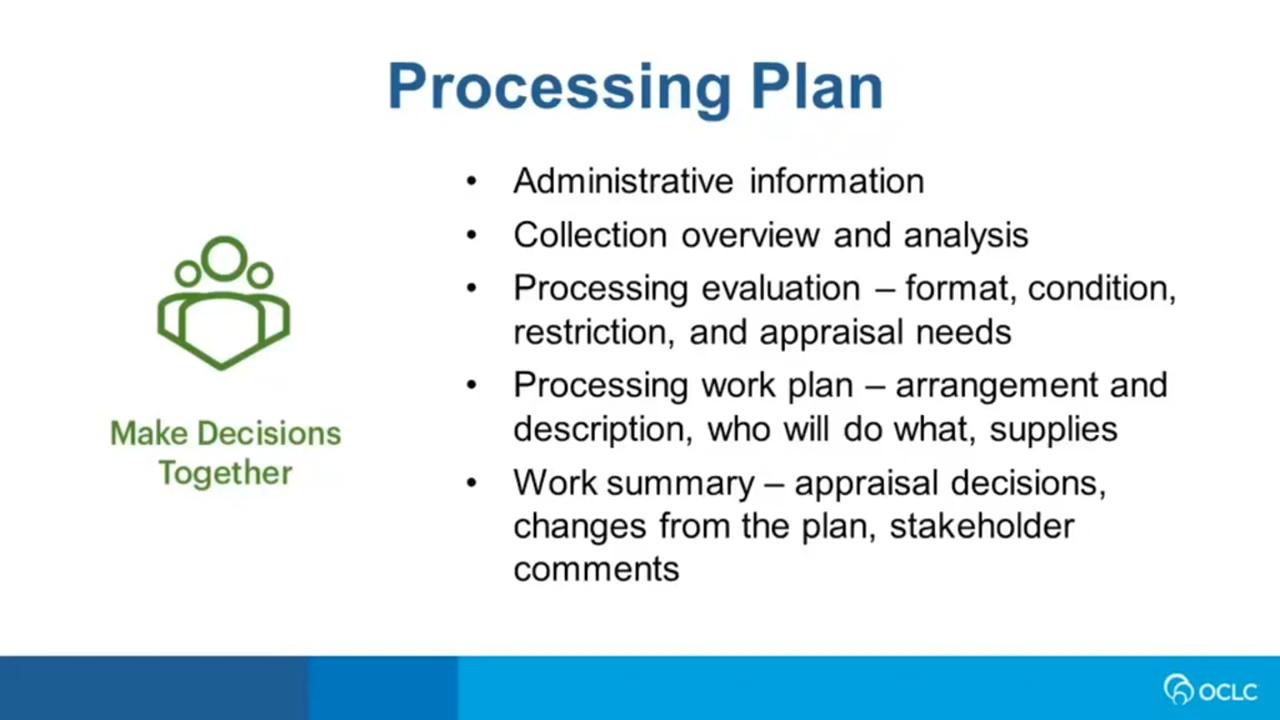 Processing Plan
• Administrative information
• Collection overview and analysis
• Processing evaluation – format, condition,
restriction, and appraisal needs
• Processing work plan – arrangement and
description, who will do what, supplies
• Work summary – appraisal decisions,
changes from the plan, stakeholder
comments
Make Decisions
Together
OCLC